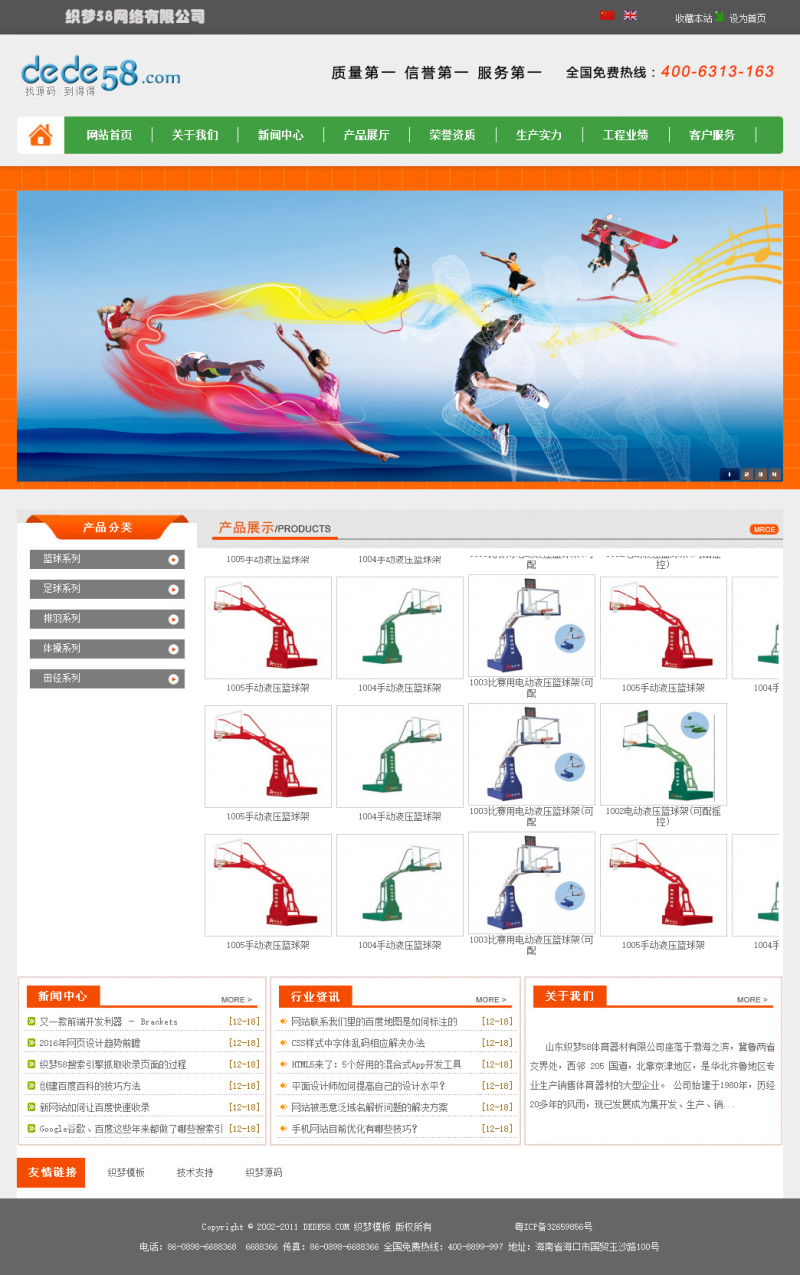 织梦58网络有限公司
收藏本站 设为首页
dede58.com
找源码 到得得
质量第一 信誉第一 服务第一
全国免费热线：400-6313-163
网站首页 关于我们 新闻中心 产品展厅 荣誉资质 生产实力 工程业绩 客户服务
1 2 3 4
产品分类
篮球系列
足球系列
排羽系列
体操系列
田径系列
产品展示/PRODUCTS
MROE
1005手动液压篮球架 1004手动液压篮球架 1003比赛用电动液压篮球架(可配 1002电动液压篮球架(可配摇控)
1005手动液压篮球架 1004手动液压篮球架 1003比赛用电动液压篮球架(可配 1005手动液压篮球架 1004手
1005手动液压篮球架 1004手动液压篮球架 1003比赛用电动液压篮球架(可配 1002电动液压篮球架(可配摇控)
1005手动液压篮球架 1004手动液压篮球架 1003比赛用电动液压篮球架(可配 1005手动液压篮球架 1004手
新闻中心
MORE >
又一款前端开发利器 － Brackets [12-18]
2016年网页设计趋势前瞻 [12-18]
织梦58搜索引擎抓取收录页面的过程 [12-18]
创建百度百科的技巧方法 [12-18]
新网站如何让百度快速收录 [12-18]
Google谷歌、百度这些年来都做了哪些搜索引 [12-18]
行业资讯
MORE >
网站联系我们里的百度地图是如何标注的 [12-18]
CSS样式中字体乱码相应解决办法 [12-18]
HTML5来了：5个好用的混合式App开发工具 [12-18]
平面设计师如何提高自己的设计水平？ [12-18]
网站被恶意泛域名解析问题的解决方案 [12-18]
手机网站目前优化有哪些技巧? [12-18]
关于我们
MORE >
山东织梦58体育器材有限公司座落于渤海之滨，冀鲁两省
交界处，西邻 205 国道，北靠京津地区，是华北亦鲁地区专
业生产销售体育器材的大型企业。 公司始建于1980年，历经
20多年的风雨，现已发展成为集开发、生产、销...
友情链接
织梦模板 技术支持 织梦源码
Copyright © 2002-2011 DEDE58.COM 织梦模板 版权所有 粤ICP备32659856号
电话：86-0898-6688368 6688366 传真：86-0898-6688366 全国免费热线：400-8899-997 地址：海南省海口市国贸玉沙路100号